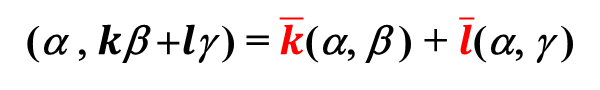 (α , kβ+lγ) = k̅(α, β) + l̅(α, γ)